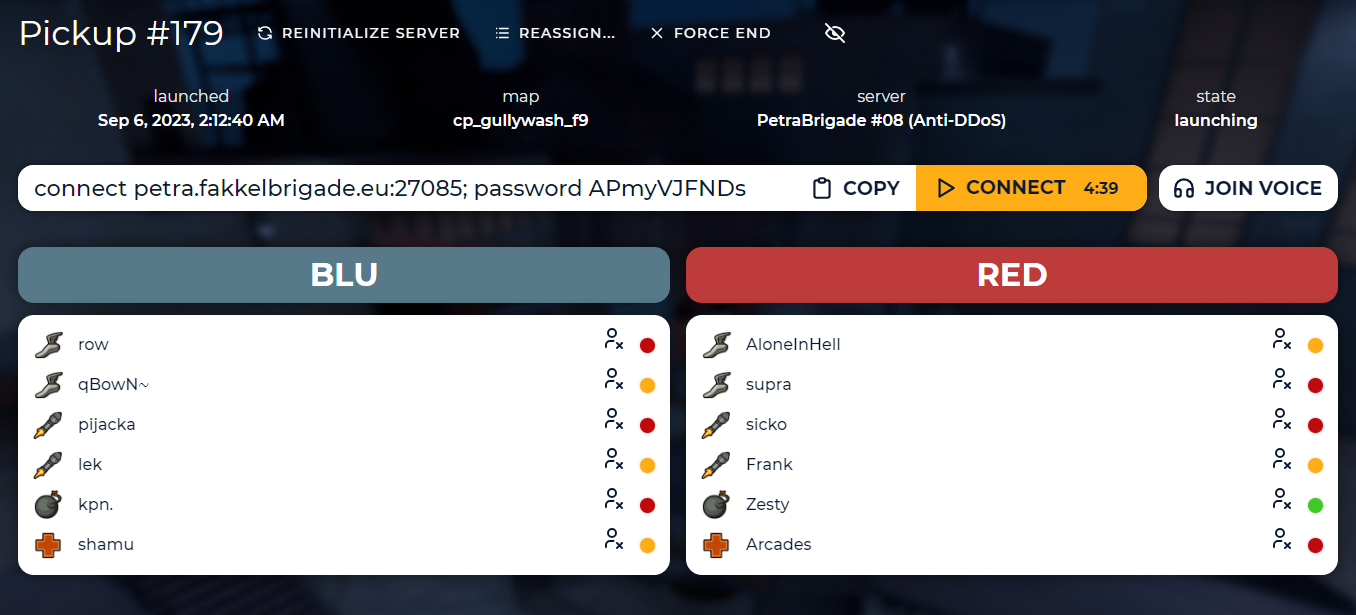 Pickup #179 REINITIALIZE SERVER REASSIGN... FORCE END
launched map server state
Sep 6, 2023, 2:12:40 AM cp_gullywash_f9 PetraBrigade #08 (Anti-DDoS) launching
connect petra.fakkelbrigade.eu:27085; password APmyVJFNDs COPY CONNECT 4:39 JOIN VOICE
BLU
row
qBowN~
pijacka
lek
kpn.
shamu
RED
AloneInHell
supra
sicko
Frank
Zesty
Arcades